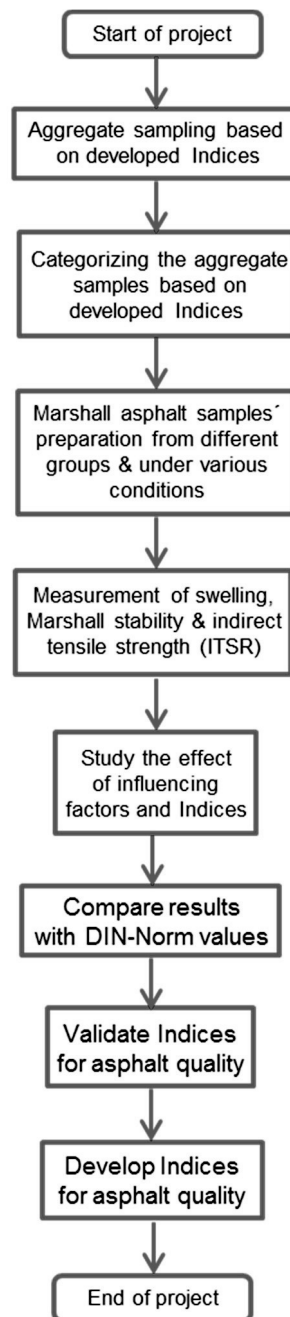 Start of project
Aggregate sampling based
on developed Indices
Categorizing the aggregate
samples based on
developed Indices
Marshall asphalt samples´
preparation from different
groups & under various
conditions
Measurement of swelling,
Marshall stability & indirect
tensile strength (ITSR)
Study the effect
of influencing
factors and Indices
Compare results
with DIN-Norm values
Validate Indices
for asphalt quality
Develop Indices
for asphalt quality
End of project